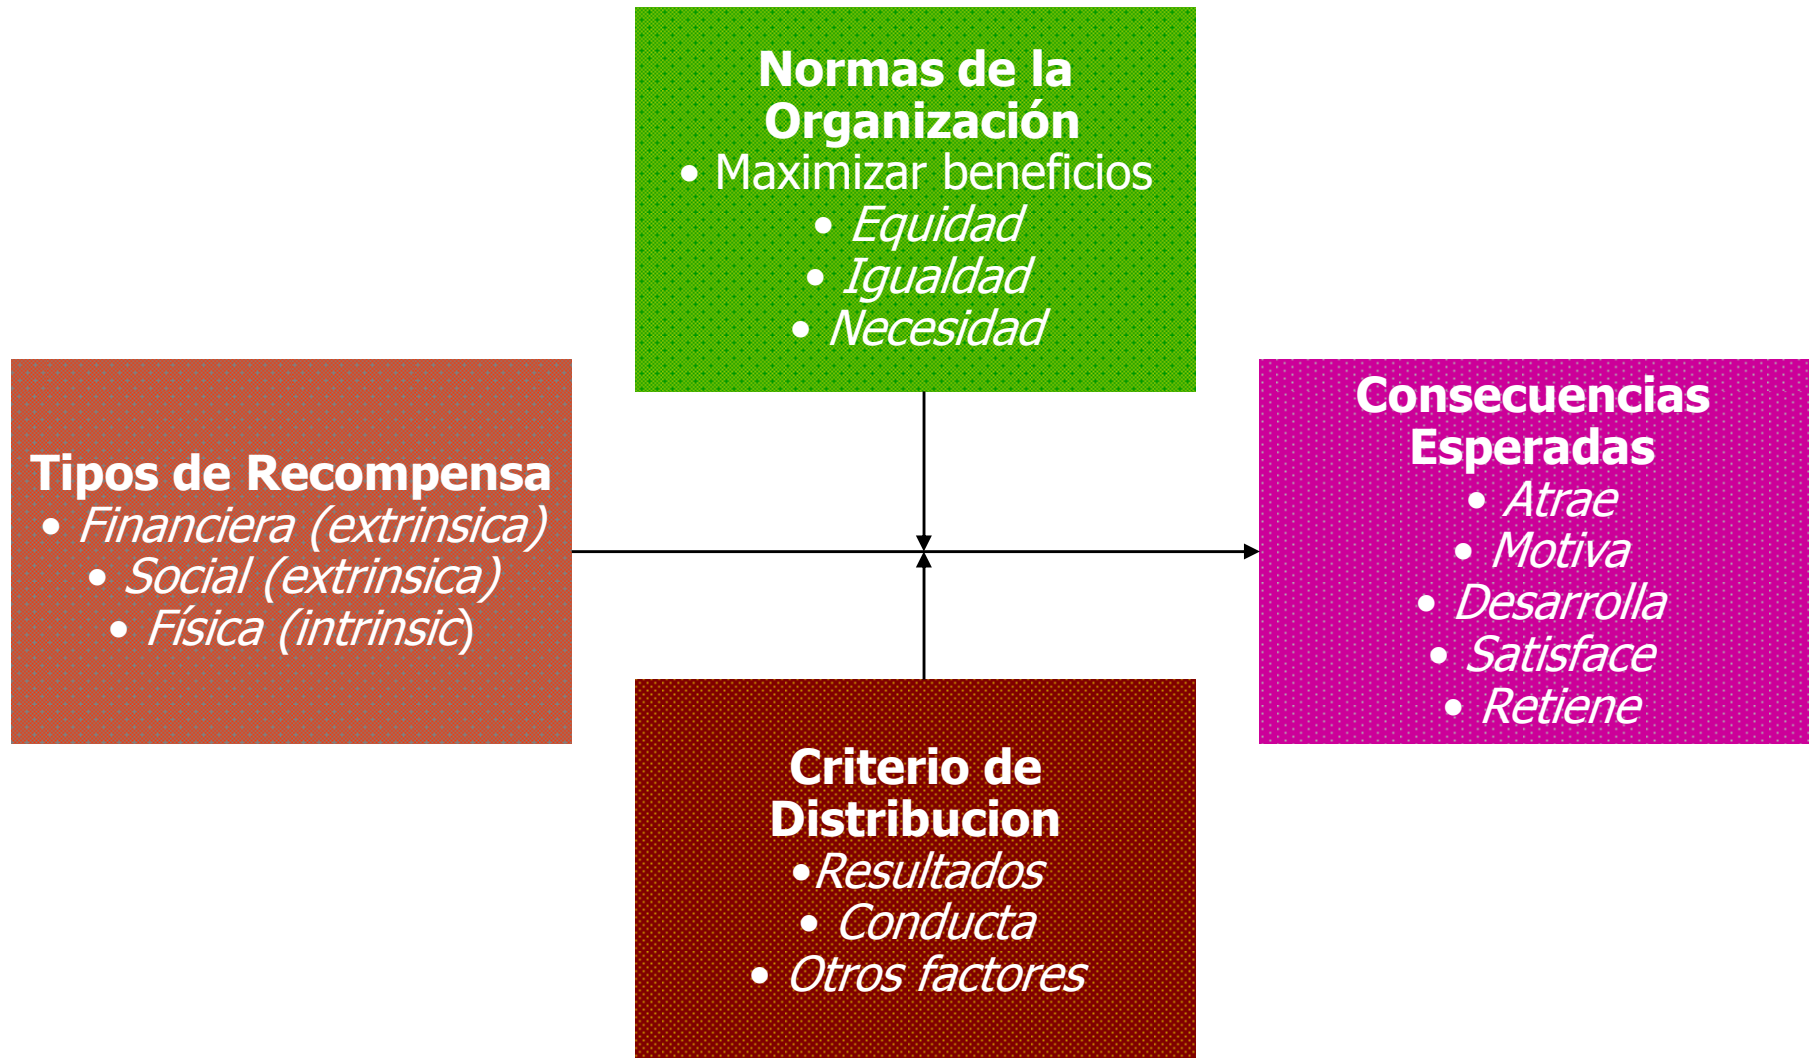 Normas de la
Organización
• Maximizar beneficios
• Equidad
• Igualdad
• Necesidad
Tipos de Recompensa
• Financiera (extrinsica)
• Social (extrinsica)
• Física (intrinsic)
Consecuencias
Esperadas
• Atrae
• Motiva
• Desarrolla
• Satisface
• Retiene
Criterio de
Distribucion
•Resultados
• Conducta
• Otros factores